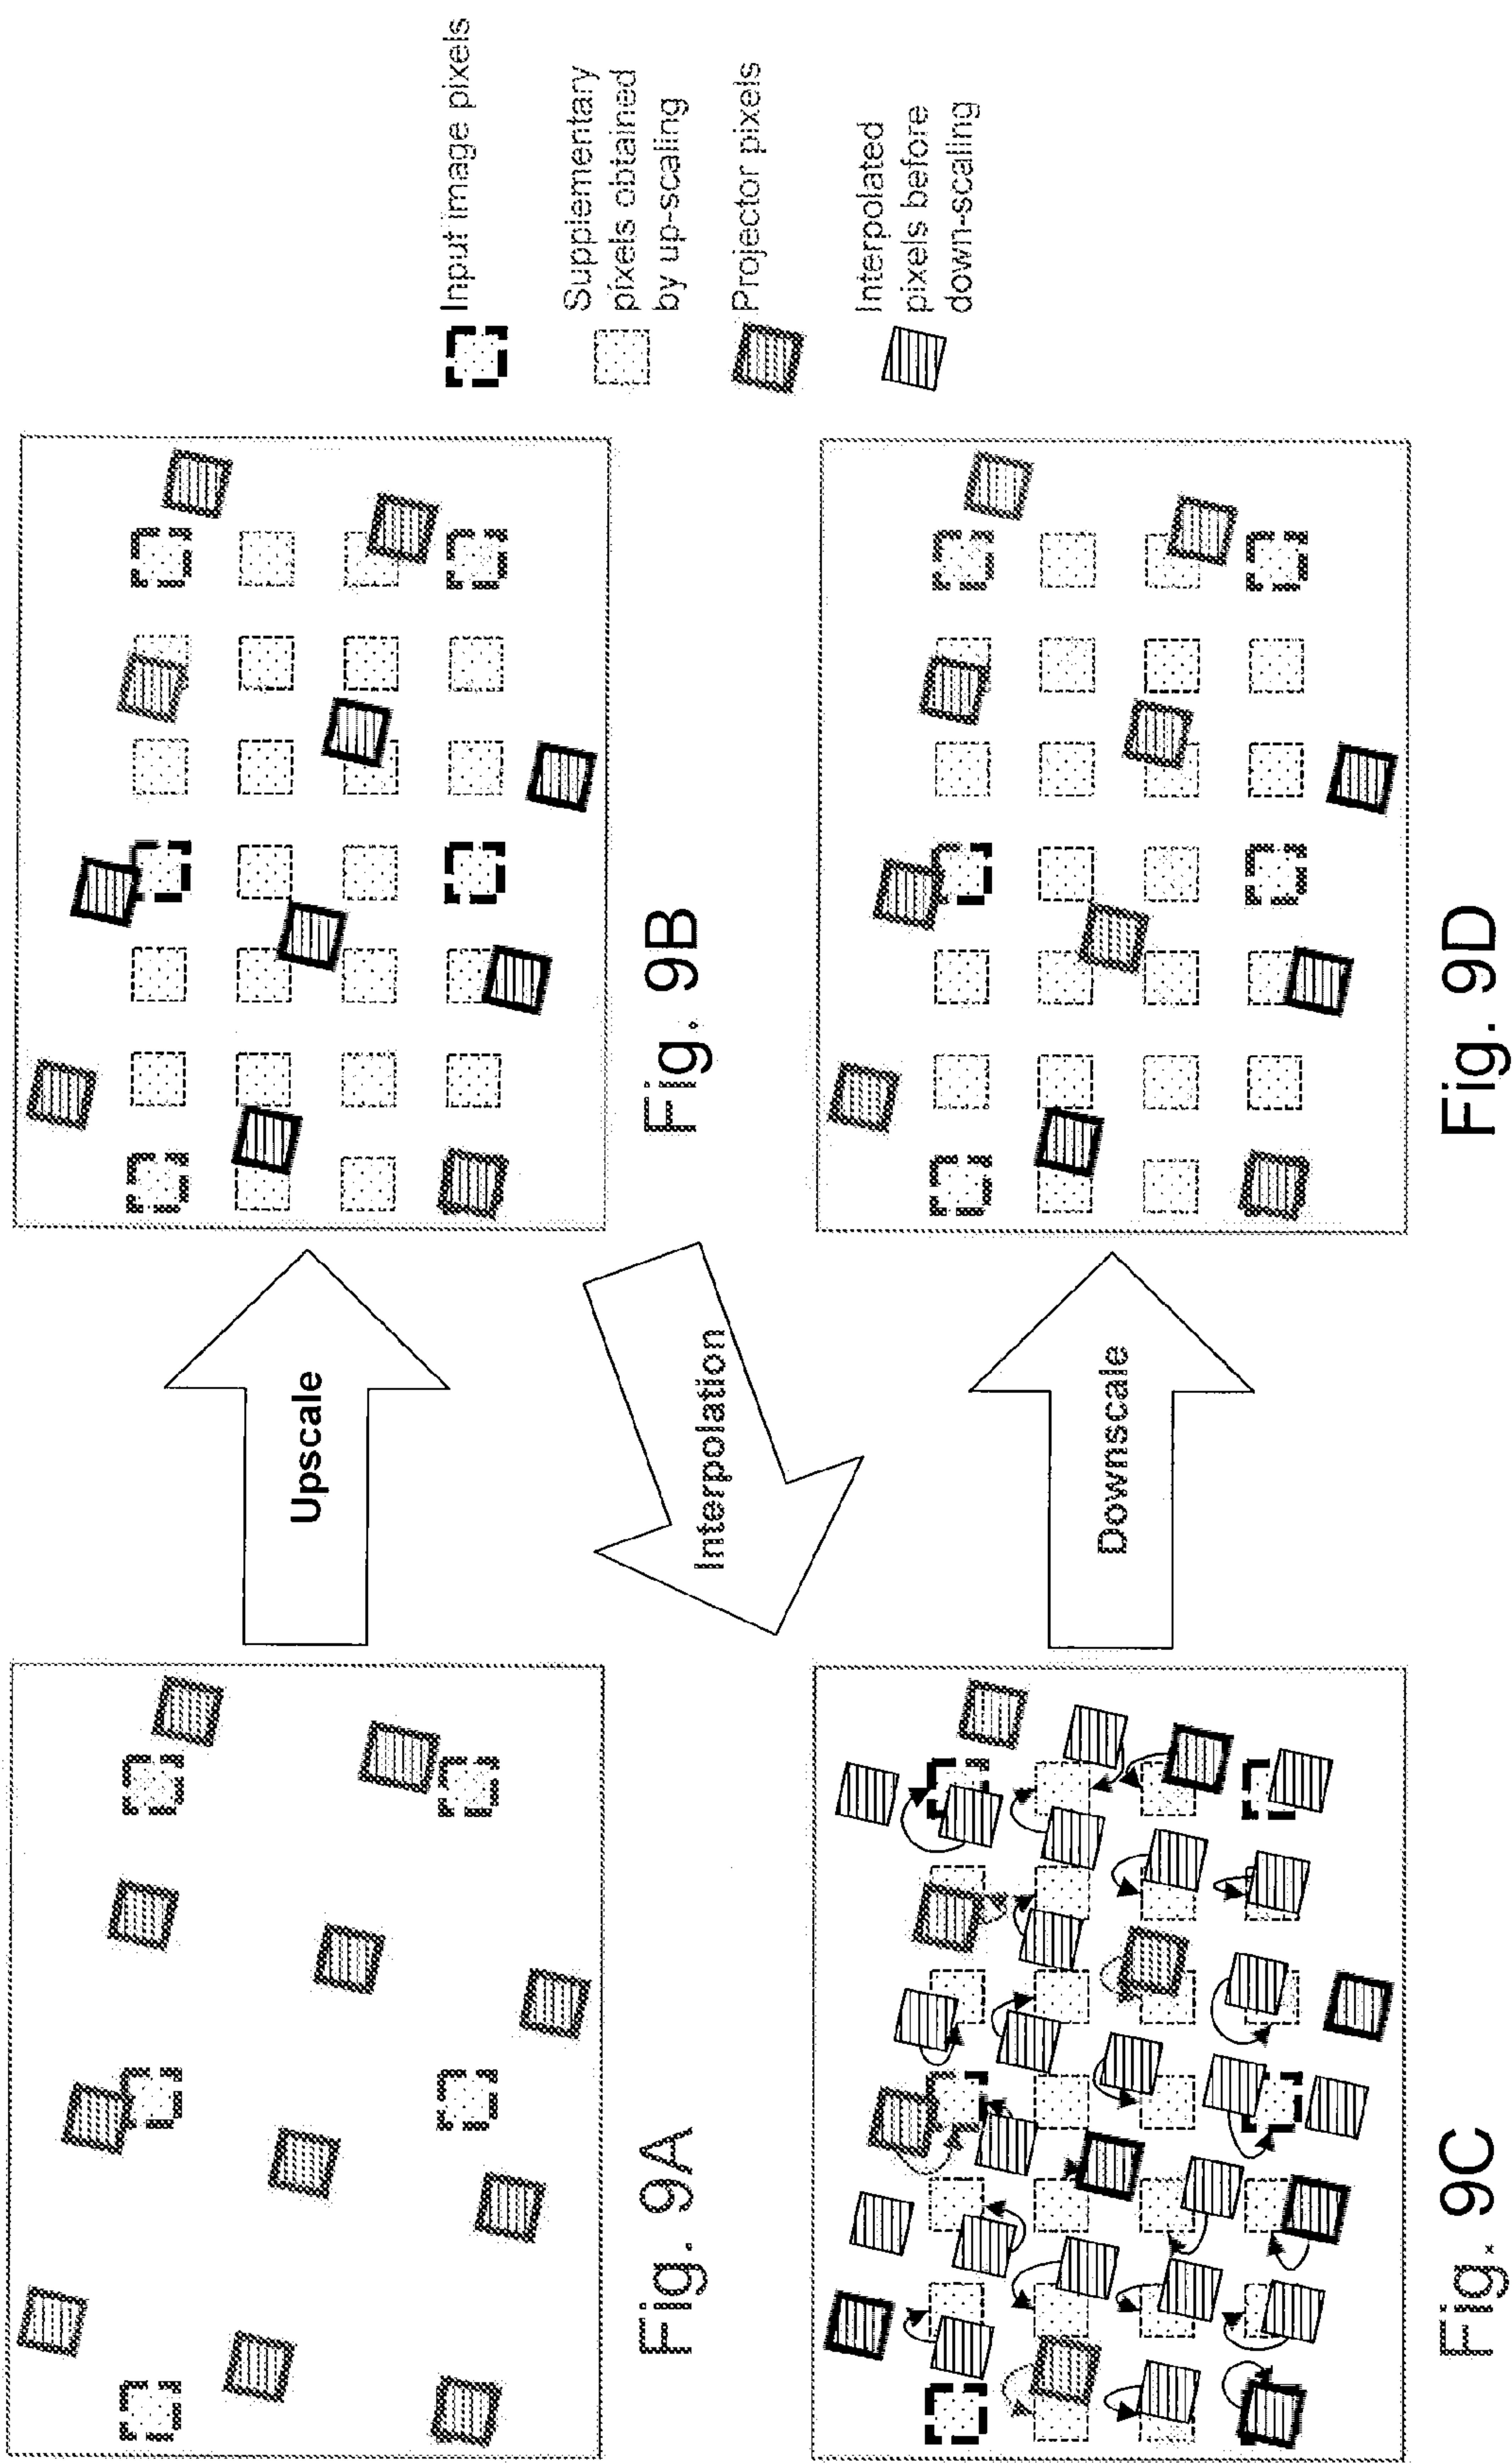 Fig. 9A
Upscale
Fig. 9B
Interpolation
Fig. 9C
Downscale
Fig. 9D
Input image pixels
Supplementary
pixels obtained
by up-scaling
Projector pixels
Interpolated
pixels before
down-scaling